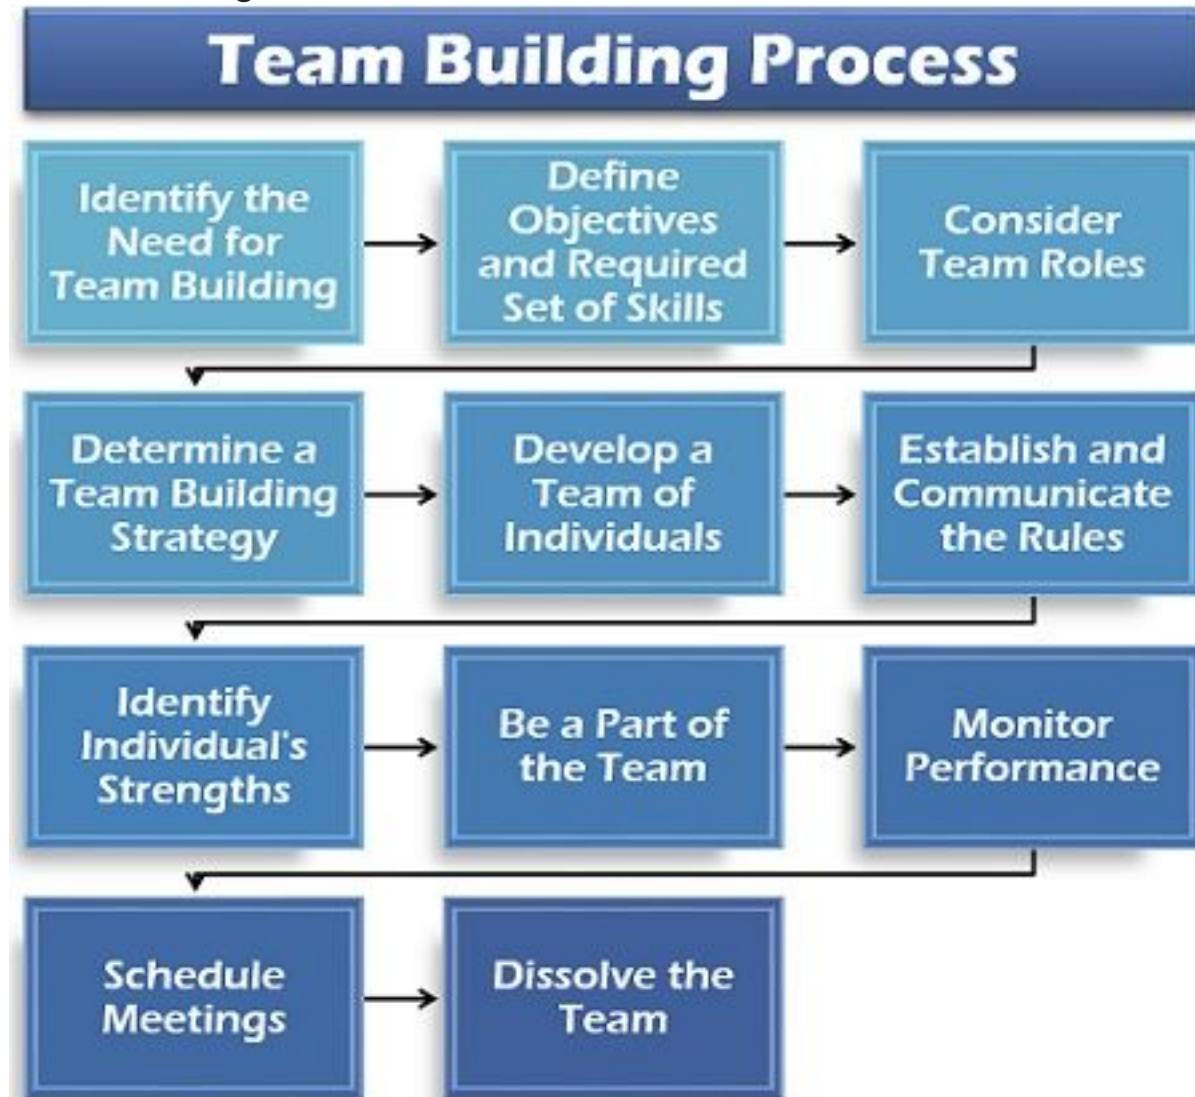 Team Building Process
Identify the
Need for
Team Building
Define
Objectives
and Required
Set of Skills
Consider
Team Roles
Determine a
Team Building
Strategy
Develop a
Team of
Individuals
Establish and
Communicate
the Rules
Identify
Individual's
Strengths
Be a Part of
the Team
Monitor
Performance
Schedule
Meetings
Dissolve the
Team